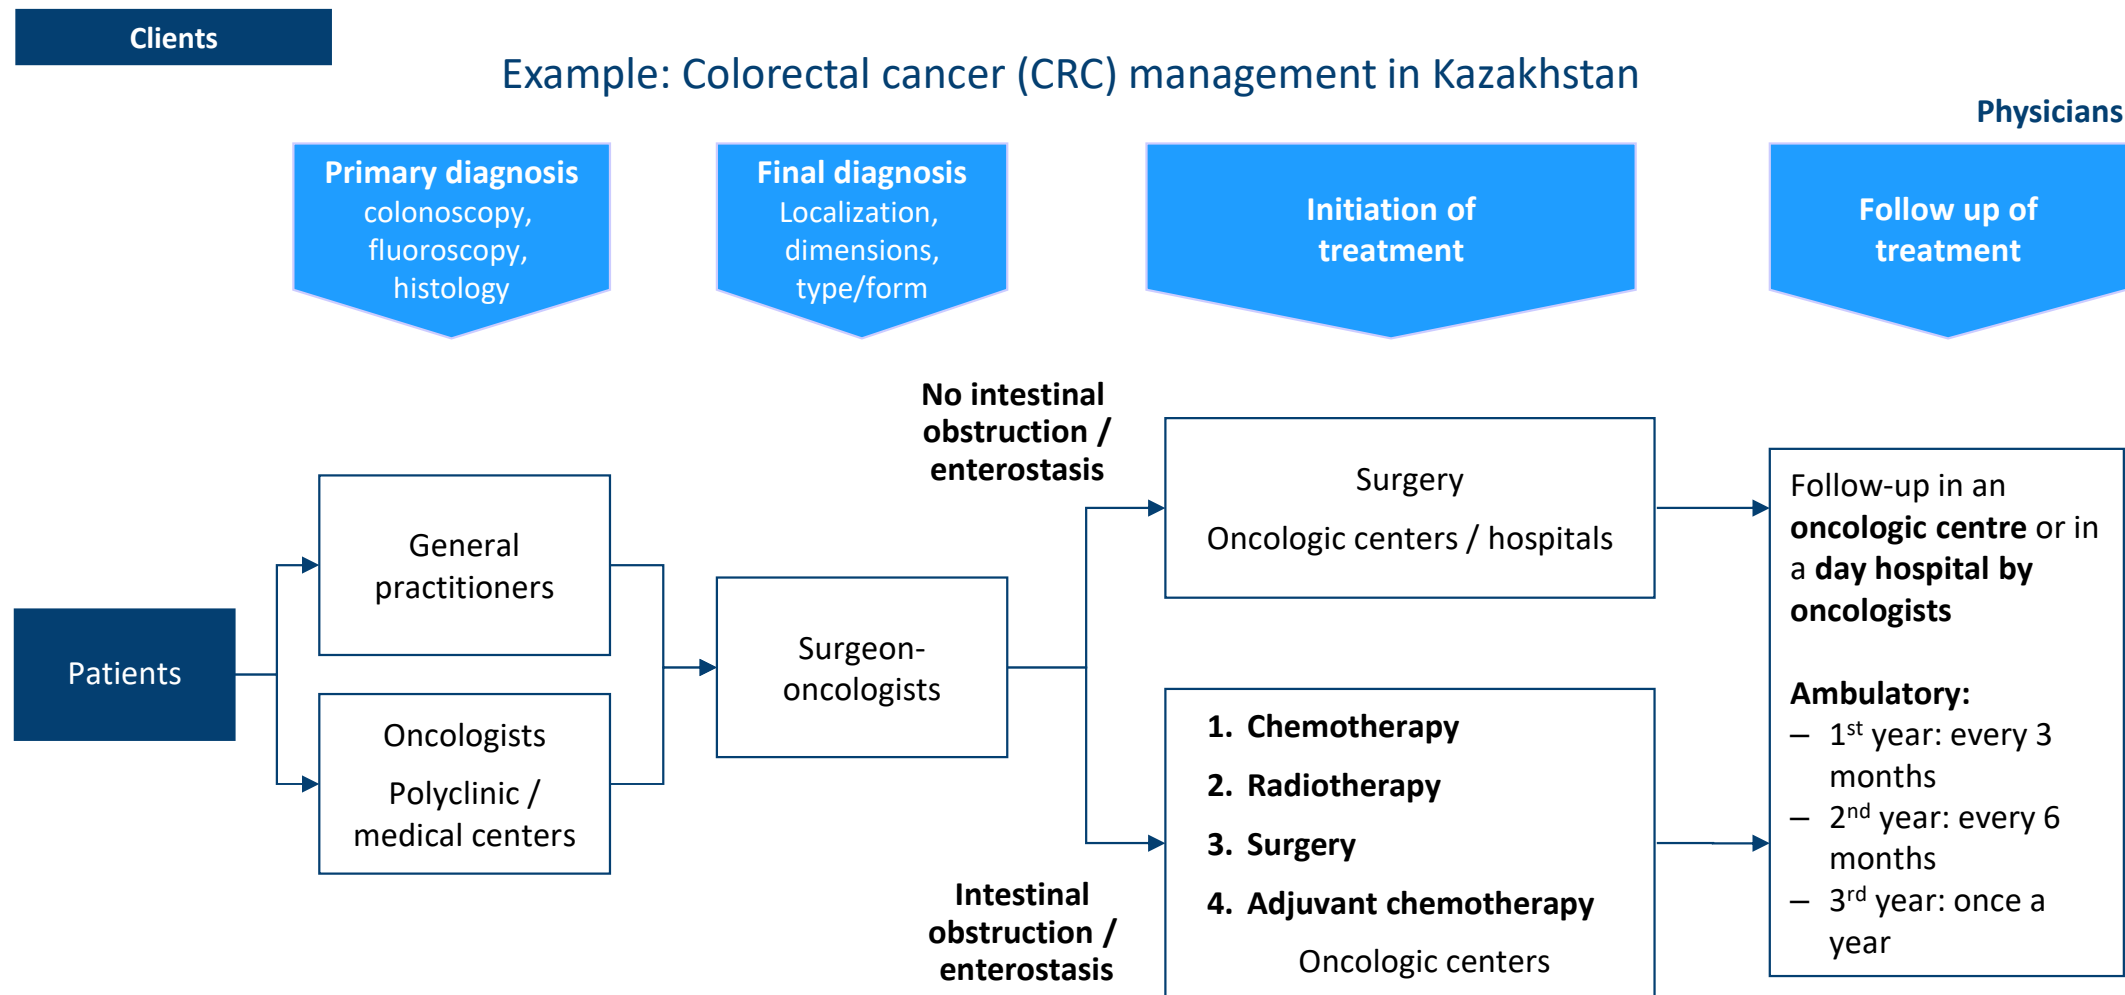 Clients
Example: Colorectal cancer (CRC) management in Kazakhstan
Physicians
Primary diagnosis
colonoscopy,
fluoroscopy,
histology
Final diagnosis
Localization,
dimensions,
type/form
Initiation of
treatment
Follow up of
treatment
Patients
General
practitioners
Oncologists
Polyclinic /
medical centers
Surgeon-
oncologists
No intestinal
obstruction /
enterostasis
Surgery
Oncologic centers / hospitals
Intestinal
obstruction /
enterostasis
1. Chemotherapy
2. Radiotherapy
3. Surgery
4. Adjuvant chemotherapy
Oncologic centers
Follow-up in an
oncologic centre or in
a day hospital by
oncologists
Ambulatory:
– 1st year: every 3
months
– 2nd year: every 6
months
– 3rd year: once a
year